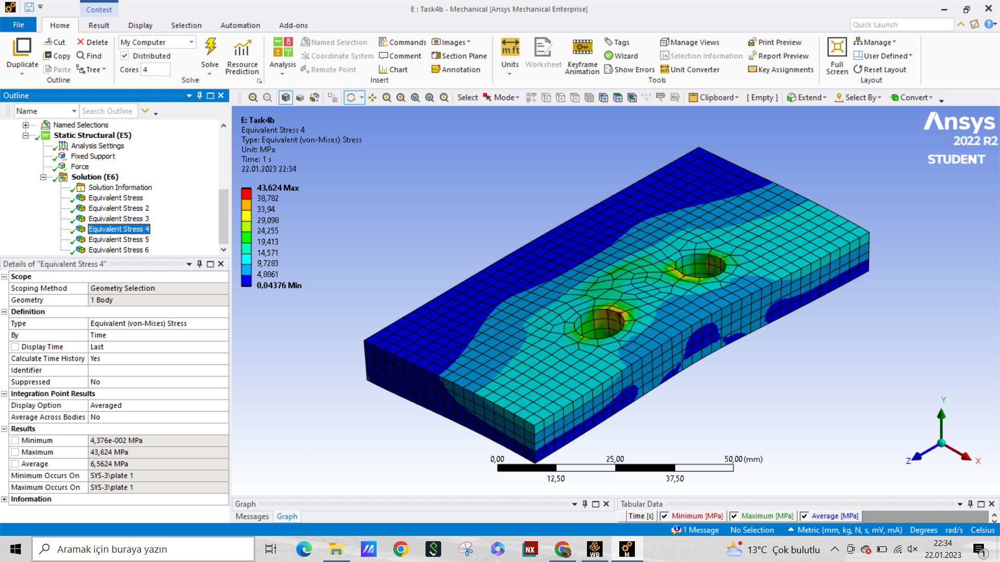 Context
E : Task4b - Mechanical [Ansys Mechanical Enterprise]
File Home Result Display Selection Automation Add-ons
Quick Launch
Duplicate
Cut
Delete
Copy
Find
Paste
Tree
Outline
My Computer
Distributed
Cores 4
Solve
Resource Prediction
Solve
Analysis
Named Selection
Coordinate System
Remote Point
Commands
Comment
Chart
Images
Section Plane
Annotation
Insert
Units
Worksheet
Keyframe Animation
Tags
Wizard
Show Errors
Manage Views
Selection Information
Unit Converter
Print Preview
Report Preview
Key Assignments
Tools
Full Screen
Manage
User Defined
Reset Layout
Layout
Outline
Select Mode Clipboard [ Empty ] Extend Select By Convert
Name Search Outline
Named Selections
Static Structural (E5)
Analysis Settings
Fixed Support
Force
Solution (E6)
Solution Information
Equivalent Stress
Equivalent Stress 2
Equivalent Stress 3
Equivalent Stress 4
Equivalent Stress 5
Equivalent Stress 6
Details of "Equivalent Stress 4"
Scope
Scoping Method Geometry Selection
Geometry 1 Body
Definition
Type Equivalent (von-Mises) Stress
By Time
Display Time Last
Calculate Time History Yes
Identifier
Suppressed No
Integration Point Results
Display Option Averaged
Average Across Bodies No
Results
Minimum 4,376e-002 MPa
Maximum 43,624 MPa
Average 6,5624 MPa
Minimum Occurs On SYS-3\plate 1
Maximum Occurs On SYS-3\plate 1
Information
E: Task4b
Equivalent Stress 4
Type: Equivalent (von-Mises) Stress
Unit: MPa
Time: 1 s
22.01.2023 22:34
43,624 Max
38,782
33,94
29,098
24,255
19,413
14,571
9,7283
4,8861
0,04376 Min
Ansys
2022 R2
STUDENT
Y
Z
X
0,00 25,00 50,00 (mm)
12,50 37,50
Graph
Messages Graph
Tabular Data
Time [s] Minimum [MPa] Maximum [MPa] Average [MPa]
1 Message No Selection Metric (mm, kg, N, s, mV, mA) Degrees rad/s Celsius
Aramak için buraya yazın
NX
WB
M
13°C Çok bulutlu
22:34
22.01.2023
1